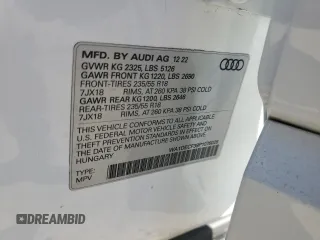 MFD. BY AUDI AG 12 22
GVWR KG 2325, LBS 5126
GAWR FRONT KG 1220, LBS 2690
FRONT-TIRES 235/55 R18
7JX18 RIMS, AT 260 KPA/ 38 PSI COLD
GAWR REAR KG 1200, LBS 2646
REAR-TIRES 235/55 R18
7JX18 RIMS, AT 260 KPA/ 38 PSI COLD
THIS VEHICLE CONFORMS TO ALL APPLICABLE
U.S. FEDERAL MOTOR VEHICLE SAFETY
AND THEFT PREVENTION STANDARDS IN
EFFECT ON THE DATE OF MANUFACTURE
HUNGARY
TYPE:
MPV
DREAMBID
DREAMBID.COM